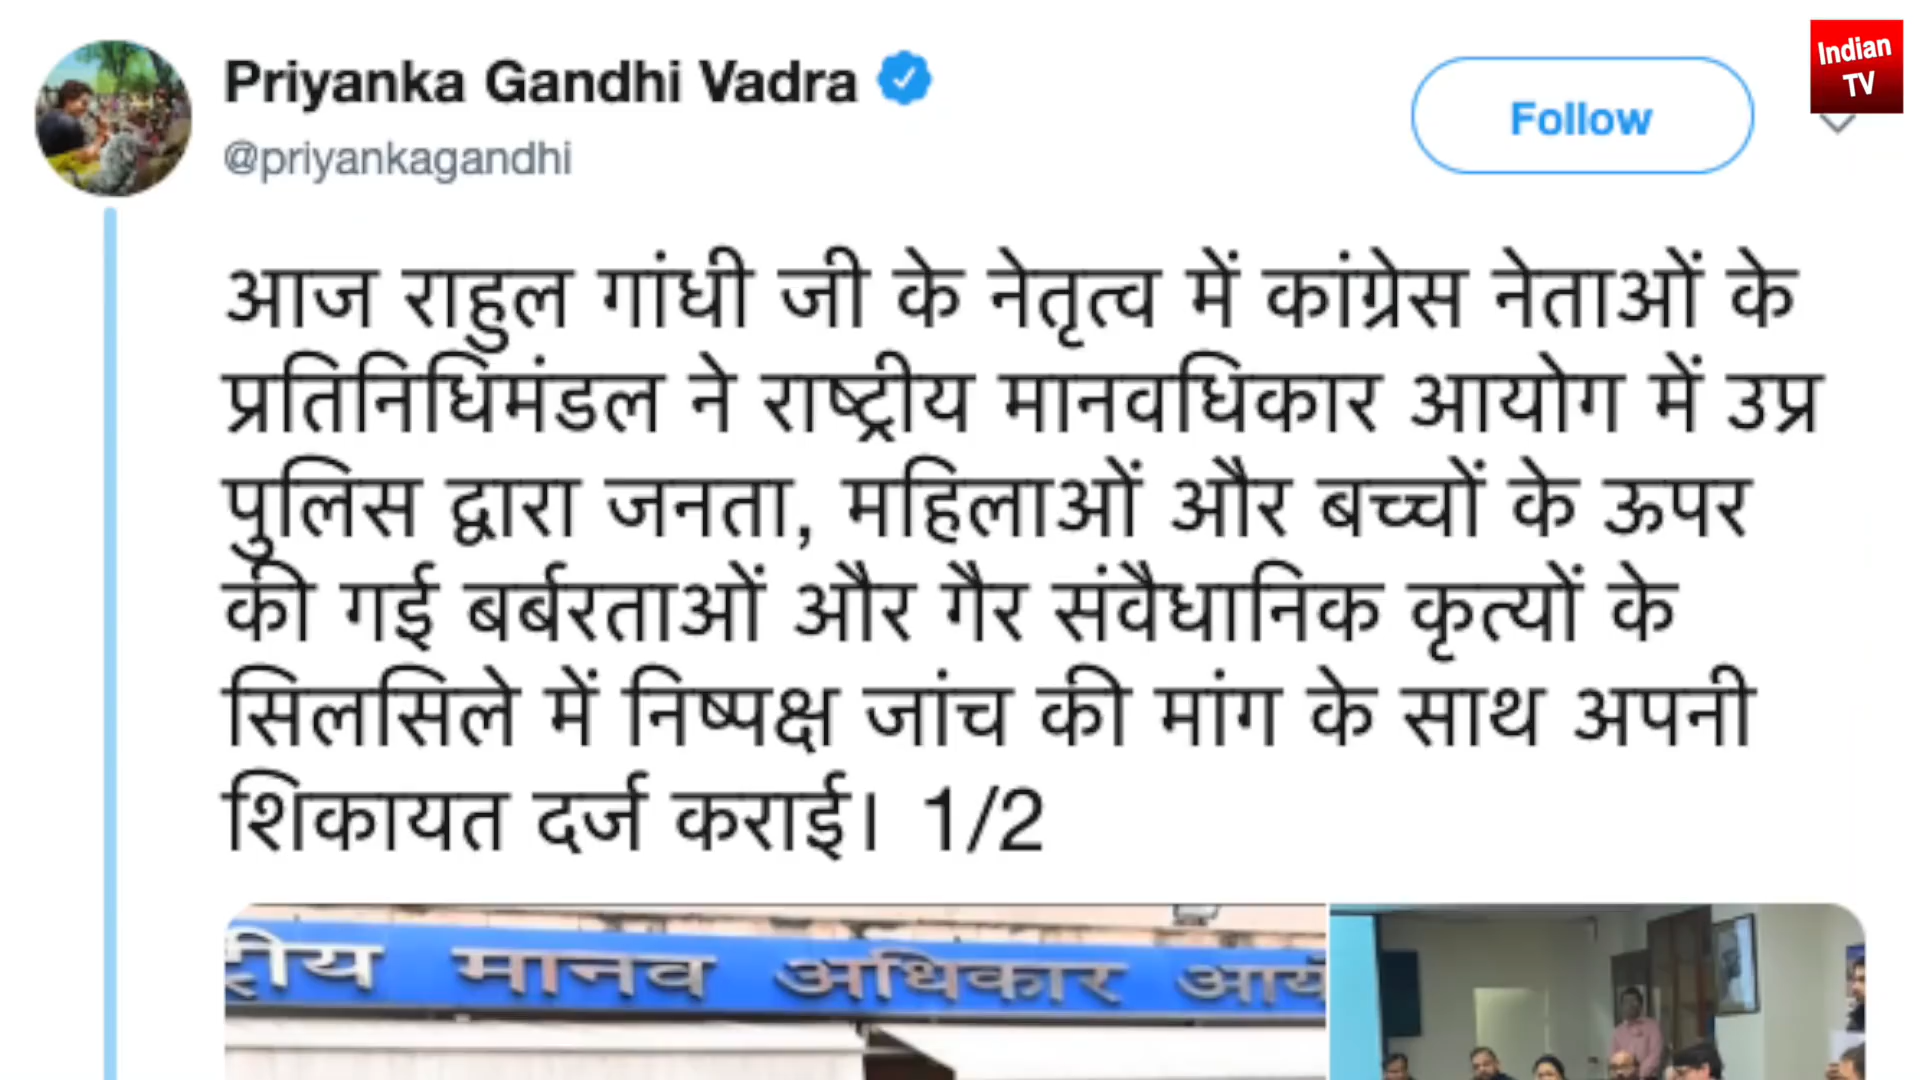 Priyanka Gandhi Vadra
@priyankagandhi
Follow
Indian
TV
आज राहुल गांधी जी के नेतृत्व में कांग्रेस नेताओं के
प्रतिनिधिमंडल ने राष्ट्रीय मानवधिकार आयोग में उप्र
पुलिस द्वारा जनता, महिलाओं और बच्चों के ऊपर
की गई बर्बरताओं और गैर संवैधानिक कृत्यों के
सिलसिले में निष्पक्ष जांच की मांग के साथ अपनी
शिकायत दर्ज कराई। 1/2
मानव अधिकार